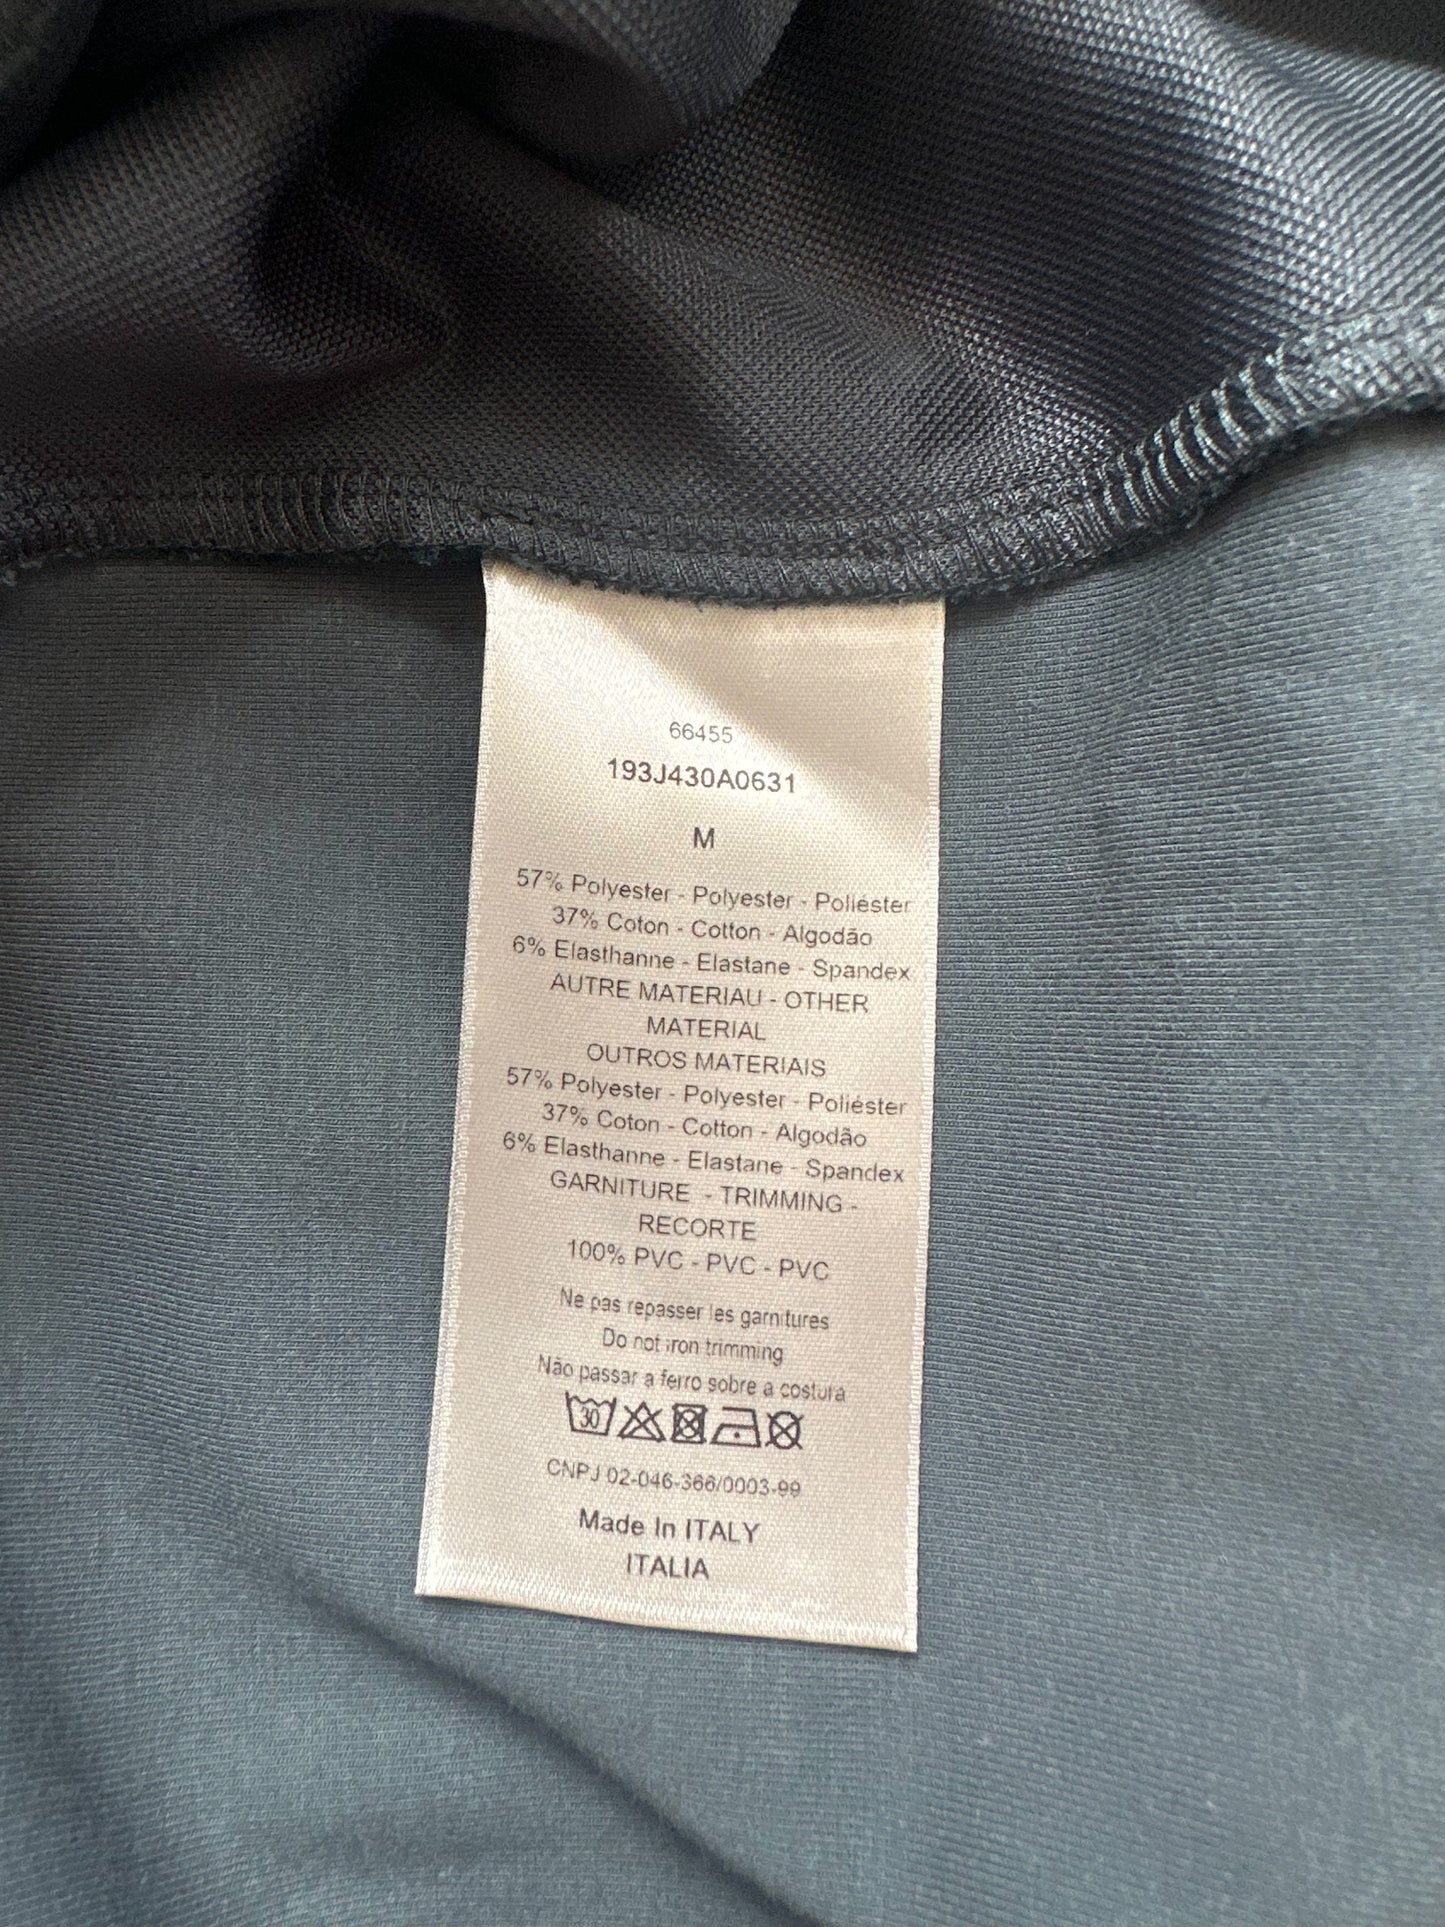 66455
193J430A0631
M
57% Polyester - Polyester - Poliéster
37% Coton - Cotton - Algodão
6% Elasthanne - Elastane - Spandex
AUTRE MATERIAU - OTHER
MATERIAL
OUTROS MATERIAIS
57% Polyester - Polyester - Poliéster
37% Coton - Cotton - Algodão
6% Elasthanne - Elastane - Spandex
GARNITURE - TRIMMING -
RECORTE
100% PVC - PVC - PVC
Ne pas repasser les garnitures
Do not iron trimming
Não passar a ferro sobre a costura
30
CNPJ 02-046-366/0003-99
Made In ITALY
ITALIA